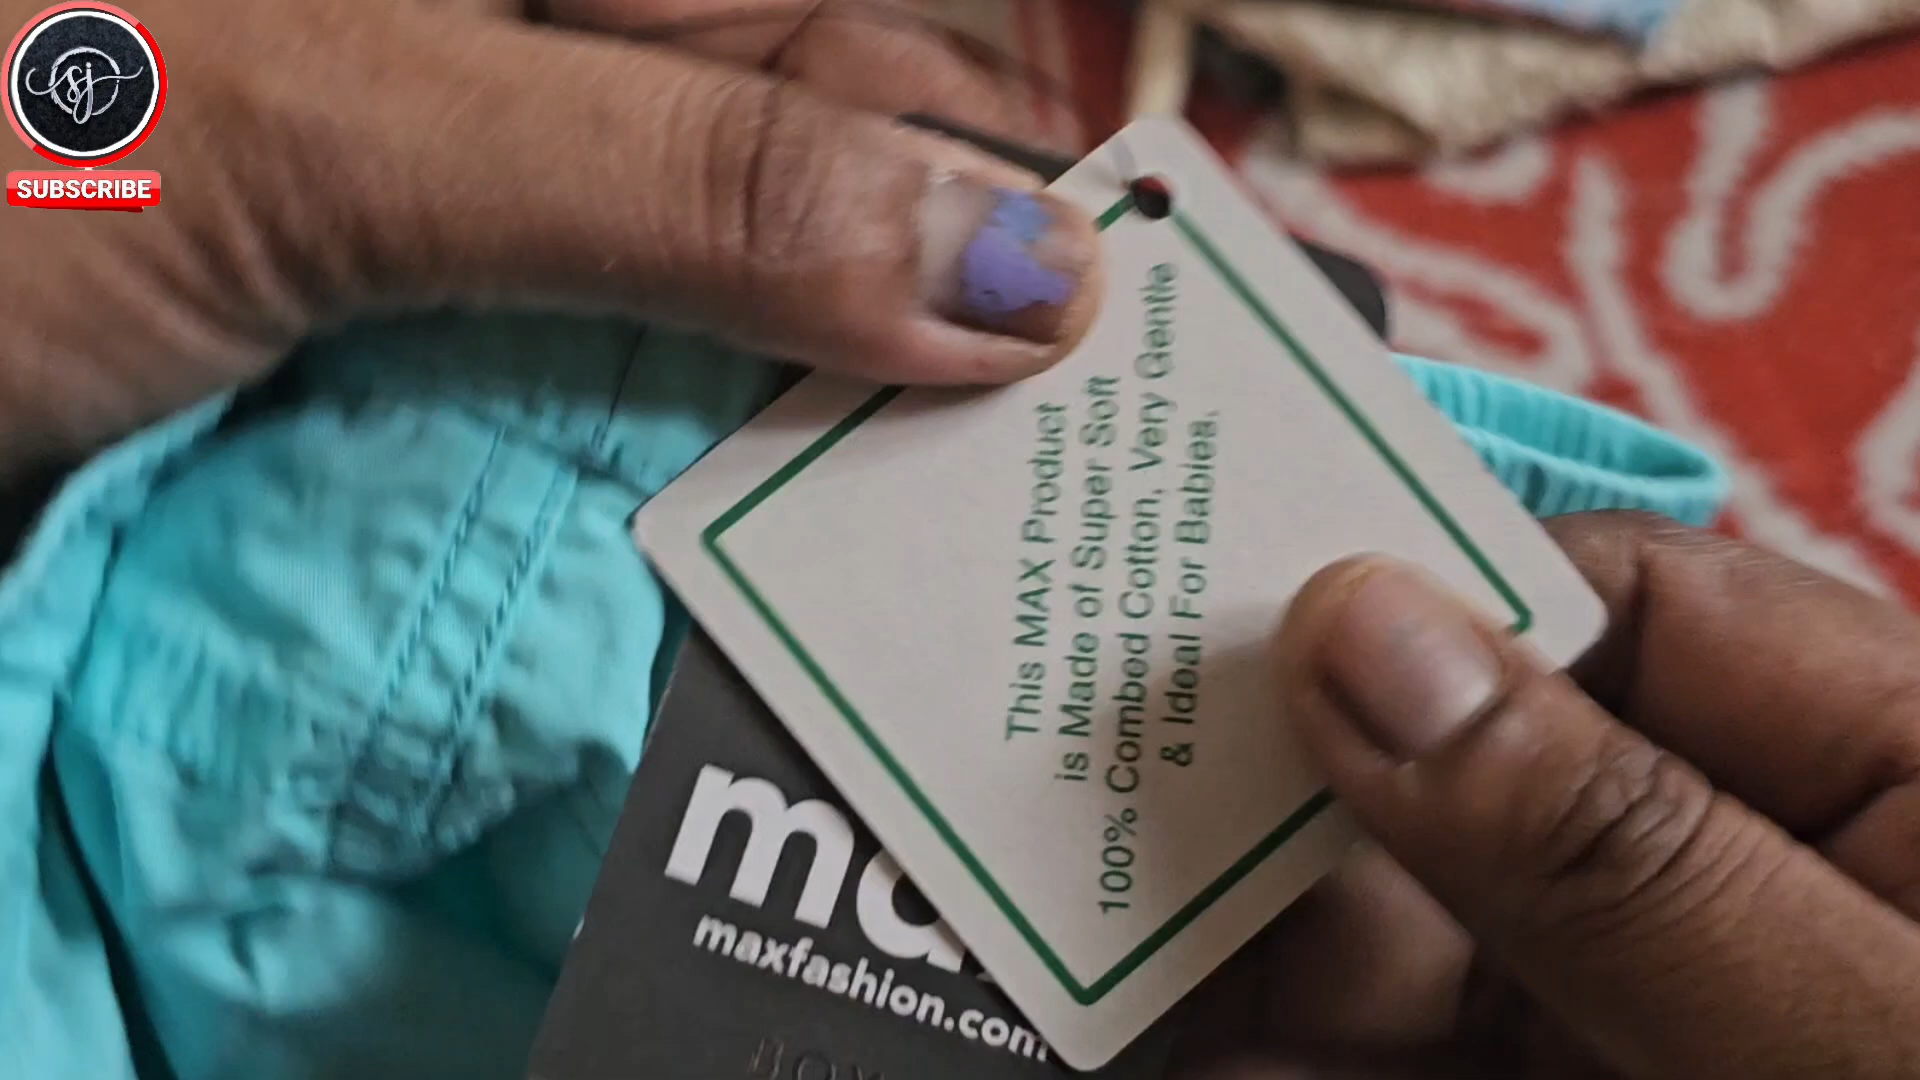 sj
SUBSCRIBE
This MAX Product
is Made of Super Soft
100% Combed Cotton, Very Gentle
& Ideal For Babies.
maxfashion.com